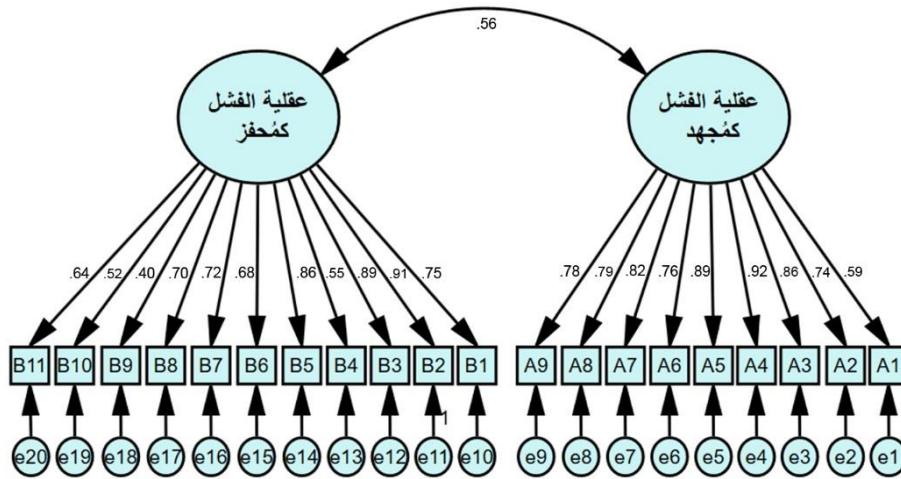 .56
عقلية الفشل
كمُحفز
عقلية الفشل
كمُجهد
.64 .52 .40 .70 .72 .68 .86 .55 .89 .91 .75
.78 .79 .82 .76 .89 .92 .86 .74 .59
B11 B10 B9 B8 B7 B6 B5 B4 B3 B2 B1
A9 A8 A7 A6 A5 A4 A3 A2 A1
1
e20 e19 e18 e17 e16 e15 e14 e13 e12 e11 e10
e9 e8 e7 e6 e5 e4 e3 e2 e1